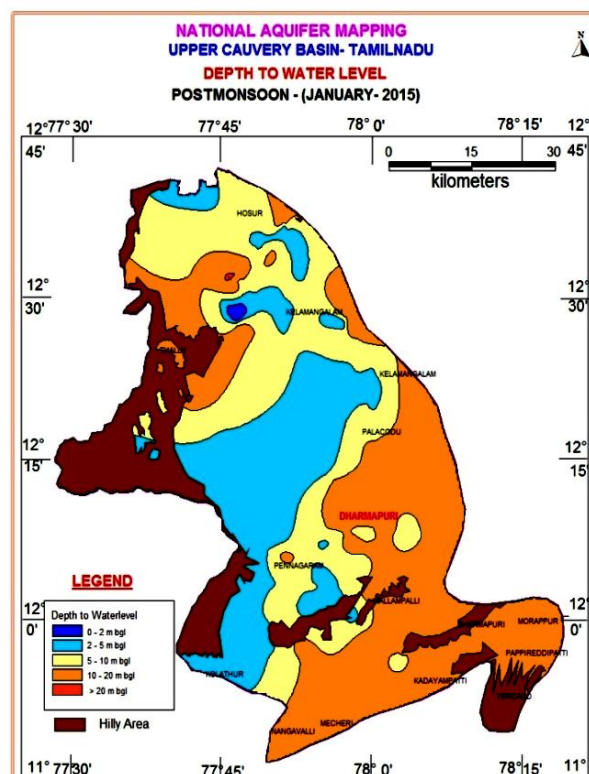 NATIONAL AQUIFER MAPPING
UPPER CAUVERY BASIN- TAMILNADU
DEPTH TO WATER LEVEL
POSTMONSOON - (JANUARY- 2015)
N
12° 77°30' 77°45' 78°0' 78°15' 12°
45' 45'
0 15 30
kilometers
HOSUR
12° 12°
30' 30'
KELAMANGALAM
KELAMANGALAM
PALACODU
12° 12°
15' 15'
DHARMAPURI
PENNAGARAM
LEGEND
Depth to Waterlevel
0 - 2 m bgl
2 - 5 m bgl
5 - 10 m bgl
10 - 20 m bgl
> 20 m bgl
Hilly Area
12° 12°
0' 0'
MORAPPUR
PAPPIREDDIPATTI
KADAYAMPATTI
MECHERI
NANGAVALLI
11° 77°30' 77°45' 78°0' 78°15' 11°